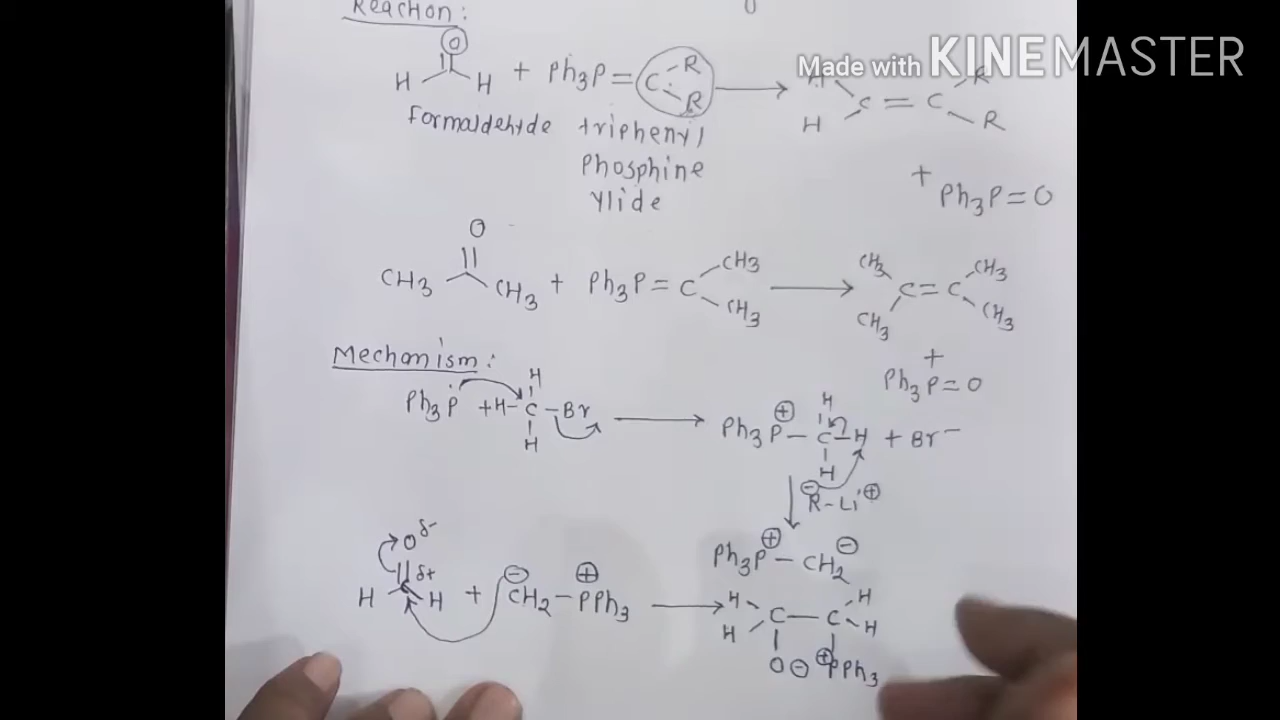 Reaction:
Made with KINEMASTER
O
H H + Ph3P = C R R → H H C = C R R
Formaldehyde triphenyl
Phosphine
Ylide
+ Ph3P = O
O
CH3 CH3 + Ph3P = C CH3 CH3 → CH3 CH3 C = C CH3 CH3
+
Ph3P = O
Mechanism:
Ph3P̈ + H - C - Br H H → Ph3P⊕ - C - H H H + Br⁻
⊖R - Li⊕
Ph3P⊕ - CH2⊖
Oδ- δ+ C H H + ⊖CH2 - ⊕PPh3 → H H C - C H H
O⊖ ⊕PPh3